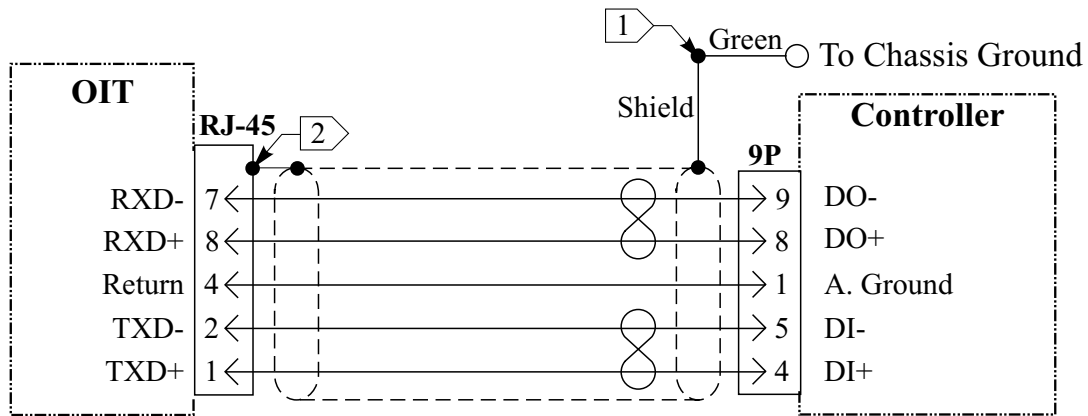 1
Green
To Chassis Ground
OIT
Shield
Controller
RJ-45
2
9P
RXD- 7 9 DO-
RXD+ 8 8 DO+
Return 4 1 A. Ground
TXD- 2 5 DI-
TXD+ 1 4 DI+